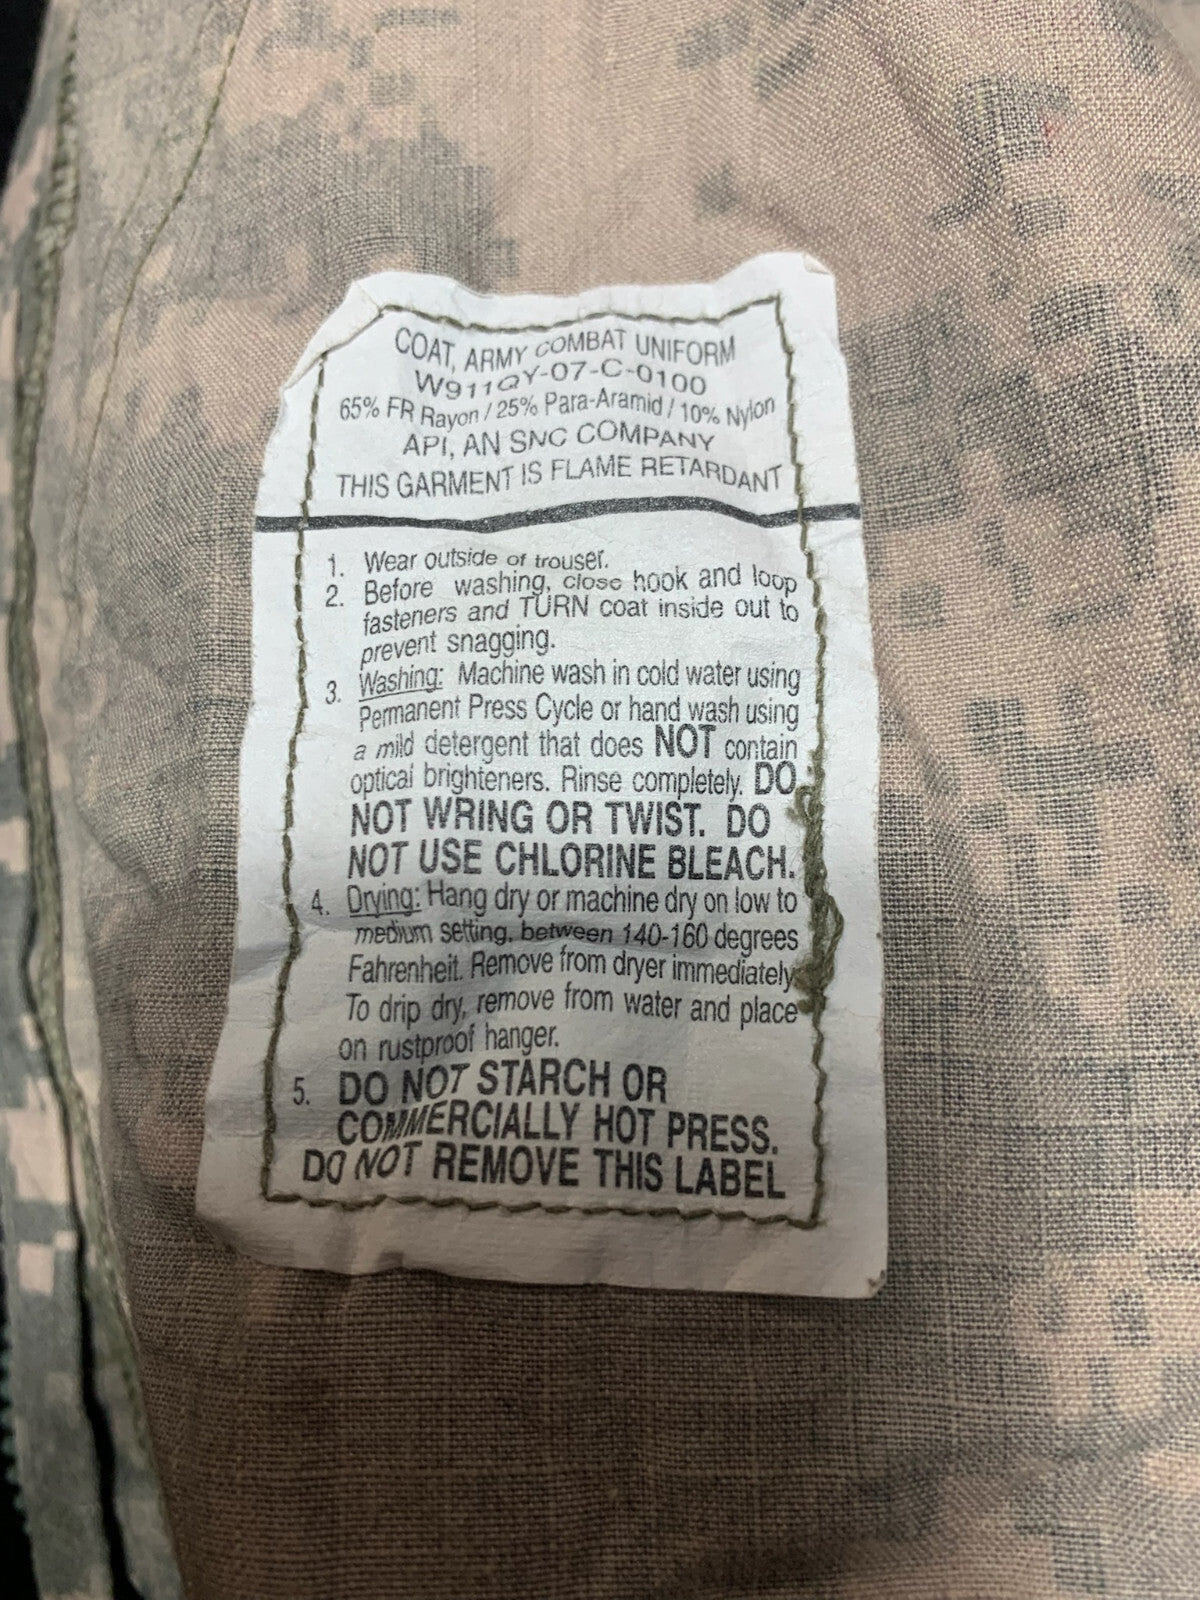 COAT, ARMY COMBAT UNIFORM
W911QY-07-C-0100
65% FR Rayon / 25% Para-Aramid / 10% Nylon
API, AN SNC COMPANY
THIS GARMENT IS FLAME RETARDANT
1. Wear outside of trouser.
2. Before washing, close hook and loop
fasteners and TURN coat inside out to
prevent snagging.
3. Washing: Machine wash in cold water using
Permanent Press Cycle or hand wash using
a mild detergent that does NOT contain
optical brighteners. Rinse completely. DO
NOT WRING OR TWIST. DO
NOT USE CHLORINE BLEACH.
4. Drying: Hang dry or machine dry on low to
medium setting, between 140-160 degrees
Fahrenheit. Remove from dryer immediately.
To drip dry, remove from water and place
on rustproof hanger.
5. DO NOT STARCH OR
COMMERCIALLY HOT PRESS.
DO NOT REMOVE THIS LABEL